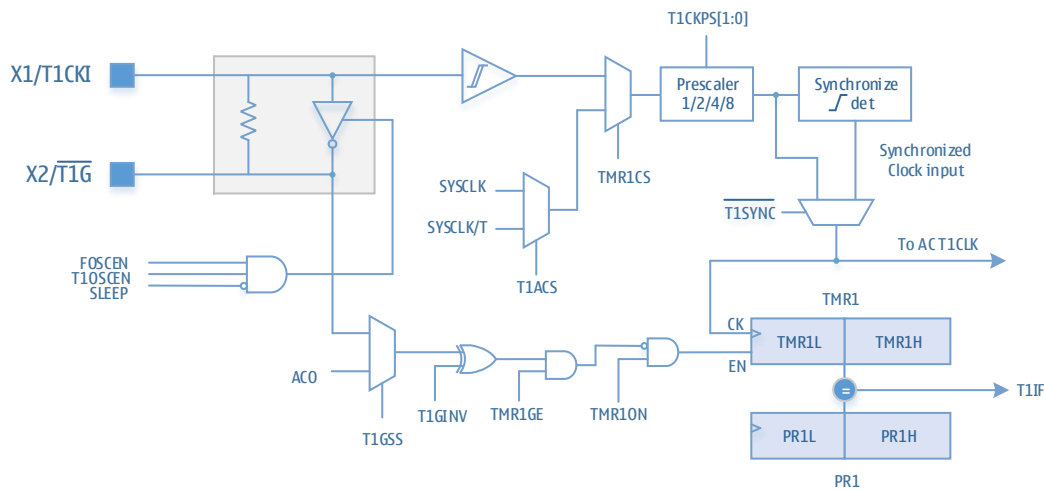 T1CKPS[1:0]
X1/T1CKI
Prescaler
1/2/4/8
Synchronize
det
X2/T1G
TMR1CS
Synchronized
Clock input
SYSCLK
SYSCLK/T
T1SYNC
T1ACS
To ACT1CLK
FOSCEN
T1OSCEN
SLEEP
TMR1
CK
TMR1L
TMR1H
EN
ACO
T1GINV
TMR1GE
TMR1ON
=
T1IF
T1GSS
PR1L
PR1H
PR1